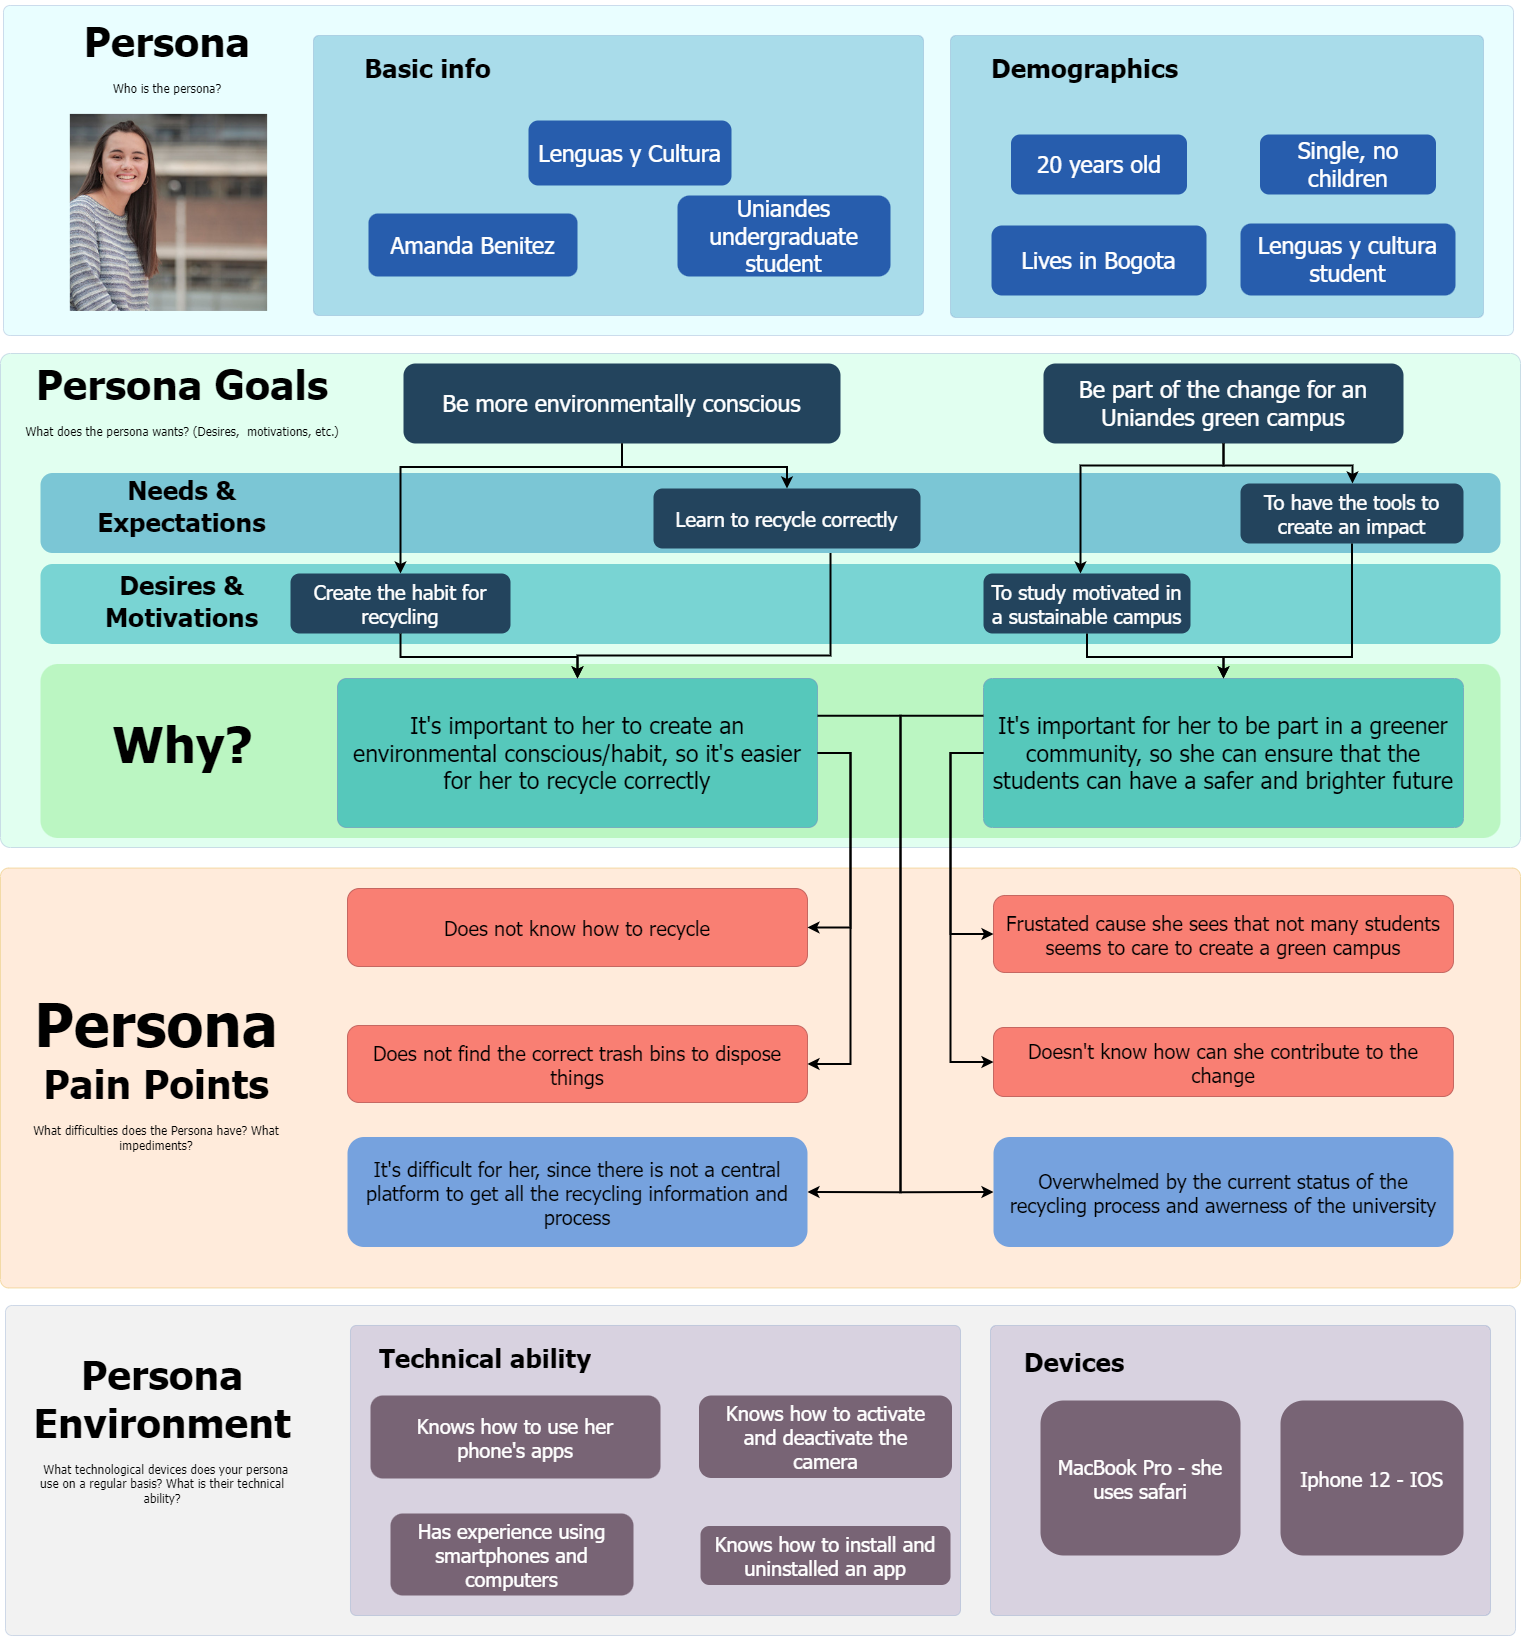 Persona
Who is the persona?
Basic info
Lenguas y Cultura
Amanda Benitez
Uniandes
undergraduate
student
Demographics
20 years old
Single, no
children
Lives in Bogota
Lenguas y cultura
student
Persona Goals
What does the persona wants? (Desires, motivations, etc.)
Be more environmentally conscious
Be part of the change for an
Uniandes green campus
Needs &
Expectations
Learn to recycle correctly
To have the tools to
create an impact
Desires &
Motivations
Create the habit for
recycling
To study motivated in
a sustainable campus
Why?
It's important to her to create an
environmental conscious/habit, so it's easier
for her to recycle correctly
It's important for her to be part in a greener
community, so she can ensure that the
students can have a safer and brighter future
Persona
Pain Points
What difficulties does the Persona have? What
impediments?
Does not know how to recycle
Frustated cause she sees that not many students
seems to care to create a green campus
Does not find the correct trash bins to dispose
things
Doesn't know how can she contribute to the
change
It's difficult for her, since there is not a central
platform to get all the recycling information and
process
Overwhelmed by the current status of the
recycling process and awerness of the university
Persona
Environment
What technological devices does your persona
use on a regular basis? What is their technical
ability?
Technical ability
Knows how to use her
phone's apps
Knows how to activate
and deactivate the
camera
Has experience using
smartphones and
computers
Knows how to install and
uninstalled an app
Devices
MacBook Pro - she
uses safari
Iphone 12 - IOS